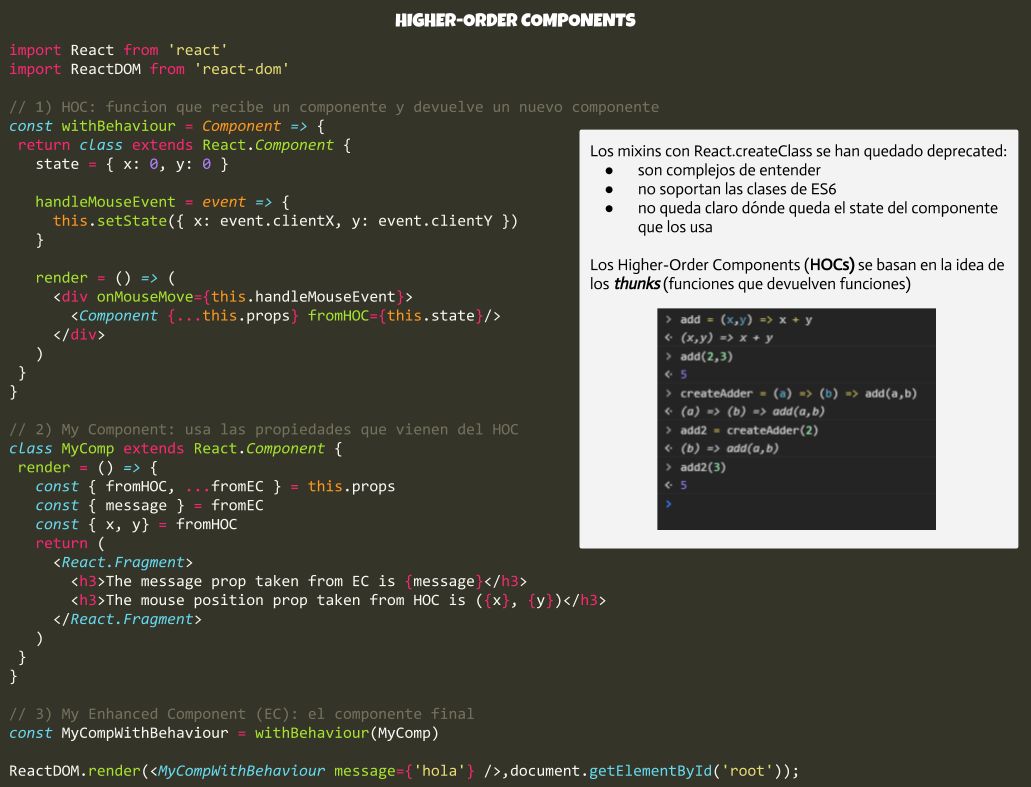 HIGHER-ORDER COMPONENTS
import React from 'react'
import ReactDOM from 'react-dom'
// 1) HOC: funcion que recibe un componente y devuelve un nuevo componente
const withBehaviour = Component => {
return class extends React.Component {
state = { x: 0, y: 0 }
handleMouseEvent = event => {
this.setState({ x: event.clientX, y: event.clientY })
}
render = () => (
<div onMouseMove={this.handleMouseEvent}>
<Component {...this.props} fromHOC={this.state}/>
</div>
)
}
}
// 2) My Component: usa las propiedades que vienen del HOC
class MyComp extends React.Component {
render = () => {
const { fromHOC, ...fromEC } = this.props
const { message } = fromEC
const { x, y} = fromHOC
return (
<React.Fragment>
<h3>The message prop taken from EC is {message}</h3>
<h3>The mouse position prop taken from HOC is ({x}, {y})</h3>
</React.Fragment>
)
}
}
// 3) My Enhanced Component (EC): el componente final
const MyCompWithBehaviour = withBehaviour(MyComp)
ReactDOM.render(<MyCompWithBehaviour message={'hola'} />,document.getElementById('root'));
Los mixins con React.createClass se han quedado deprecated:
● son complejos de entender
● no soportan las clases de ES6
● no queda claro dónde queda el state del componente
que los usa
Los Higher-Order Components (HOCs) se basan en la idea de
los thunks (funciones que devuelven funciones)
> add = (x,y) => x + y
< (x,y) => x + y
> add(2,3)
< 5
> createAdder = (a) => (b) => add(a,b)
< (a) => (b) => add(a,b)
> add2 = createAdder(2)
< (b) => add(a,b)
> add2(3)
< 5
>